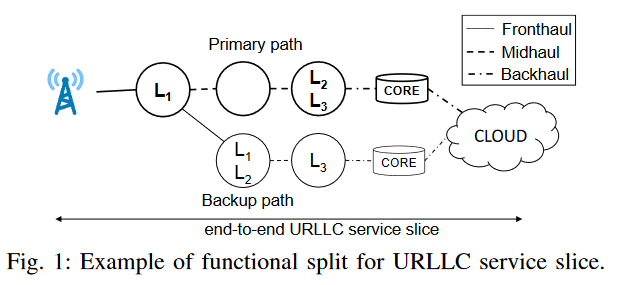 Primary path
Fronthaul
Midhaul
Backhaul
L1
L2
L3
CORE
CLOUD
L1
L2
L3
CORE
Backup path
end-to-end URLLC service slice
Fig. 1: Example of functional split for URLLC service slice.